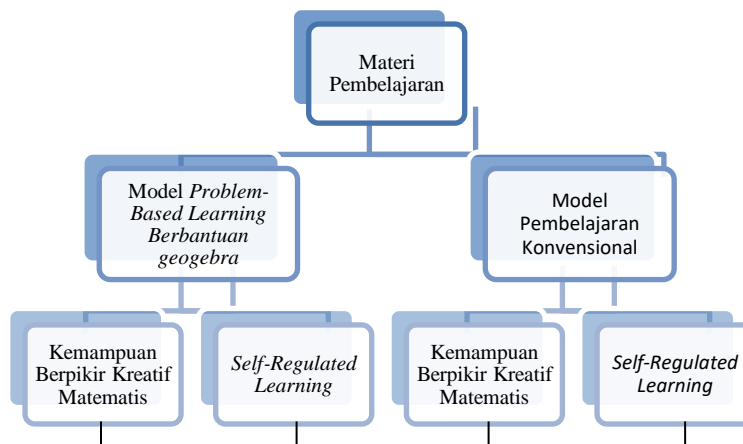 Materi
Pembelajaran
Model Problem-
Based Learning
Berbantuan
geogebra
Model
Pembelajaran
Konvensional
Kemampuan
Berpikir Kreatif
Matematis
Self-Regulated
Learning
Kemampuan
Berpikir Kreatif
Matematis
Self-Regulated
Learning